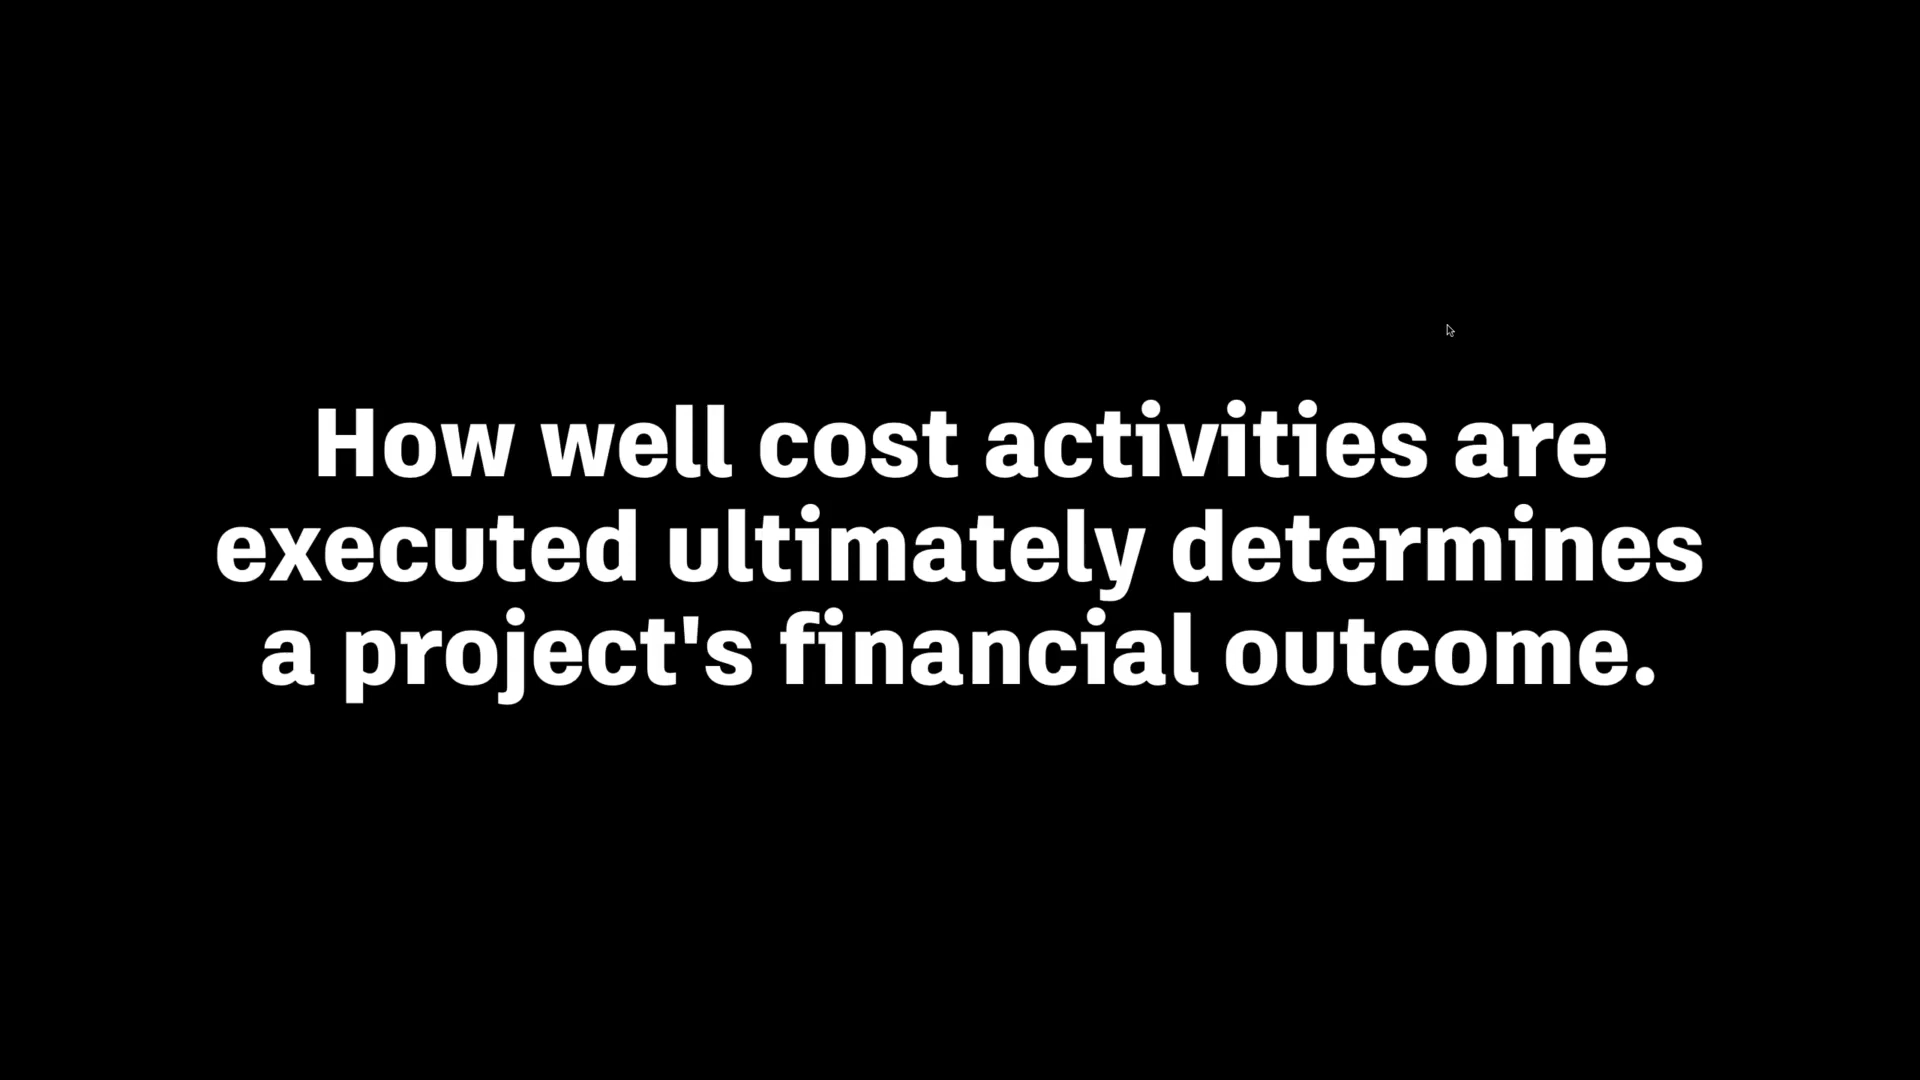 How well cost activities are
executed ultimately determines
a project's financial outcome.